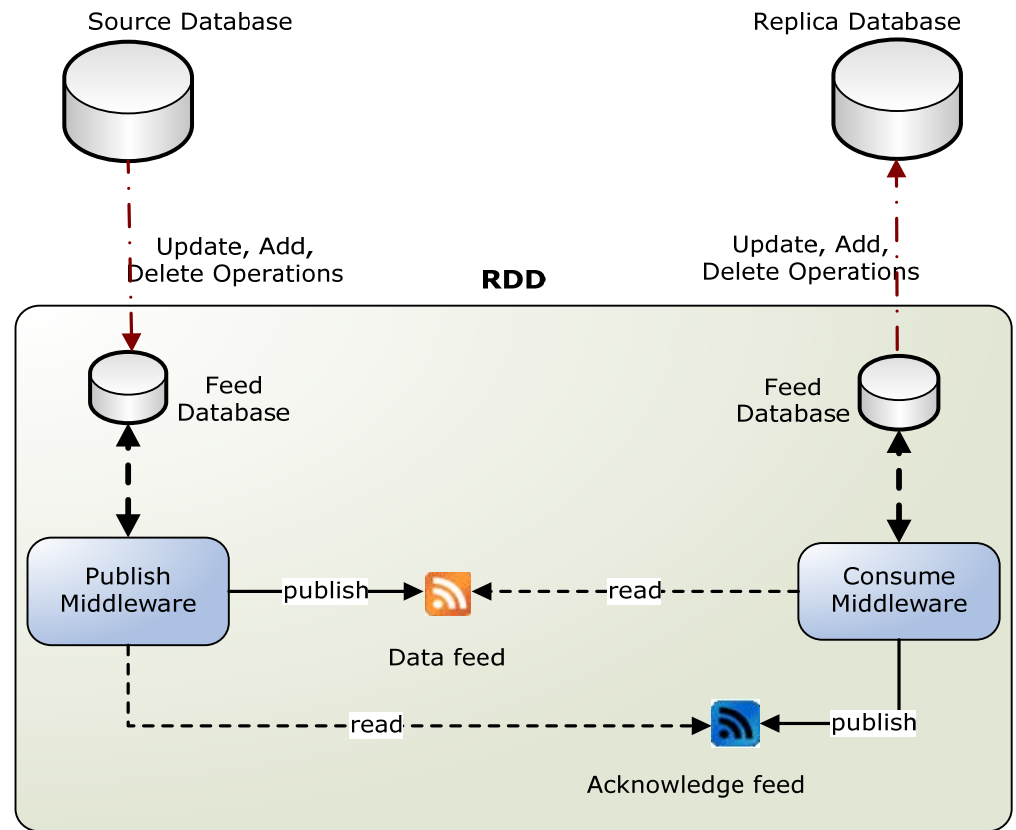 Source Database
Replica Database
Update, Add,
Delete Operations
Update, Add,
Delete Operations
RDD
Feed
Database
Feed
Database
Publish
Middleware
publish
read
Consume
Middleware
Data feed
read
publish
Acknowledge feed